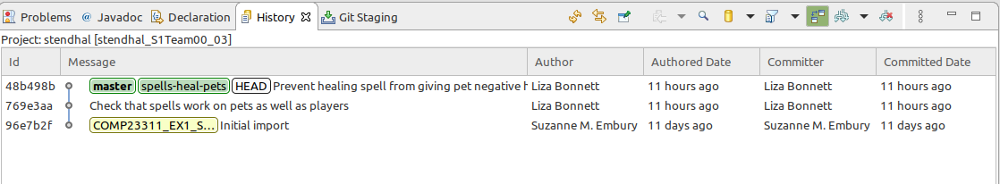 Problems @ Javadoc Declaration History Git Staging
Project: stendhal [stendhal_S1Team00_03]
Id Message Author Authored Date Committer Committed Date
48b498b master spells-heal-pets HEAD Prevent healing spell from giving pet negative h Liza Bonnett 11 hours ago Liza Bonnett 11 hours ago
769e3aa Check that spells work on pets as well as players Liza Bonnett 11 hours ago Liza Bonnett 11 hours ago
96e7b2f COMP23311_EX1_S... Initial import Suzanne M. Embury 11 days ago Suzanne M. Embury 11 days ago